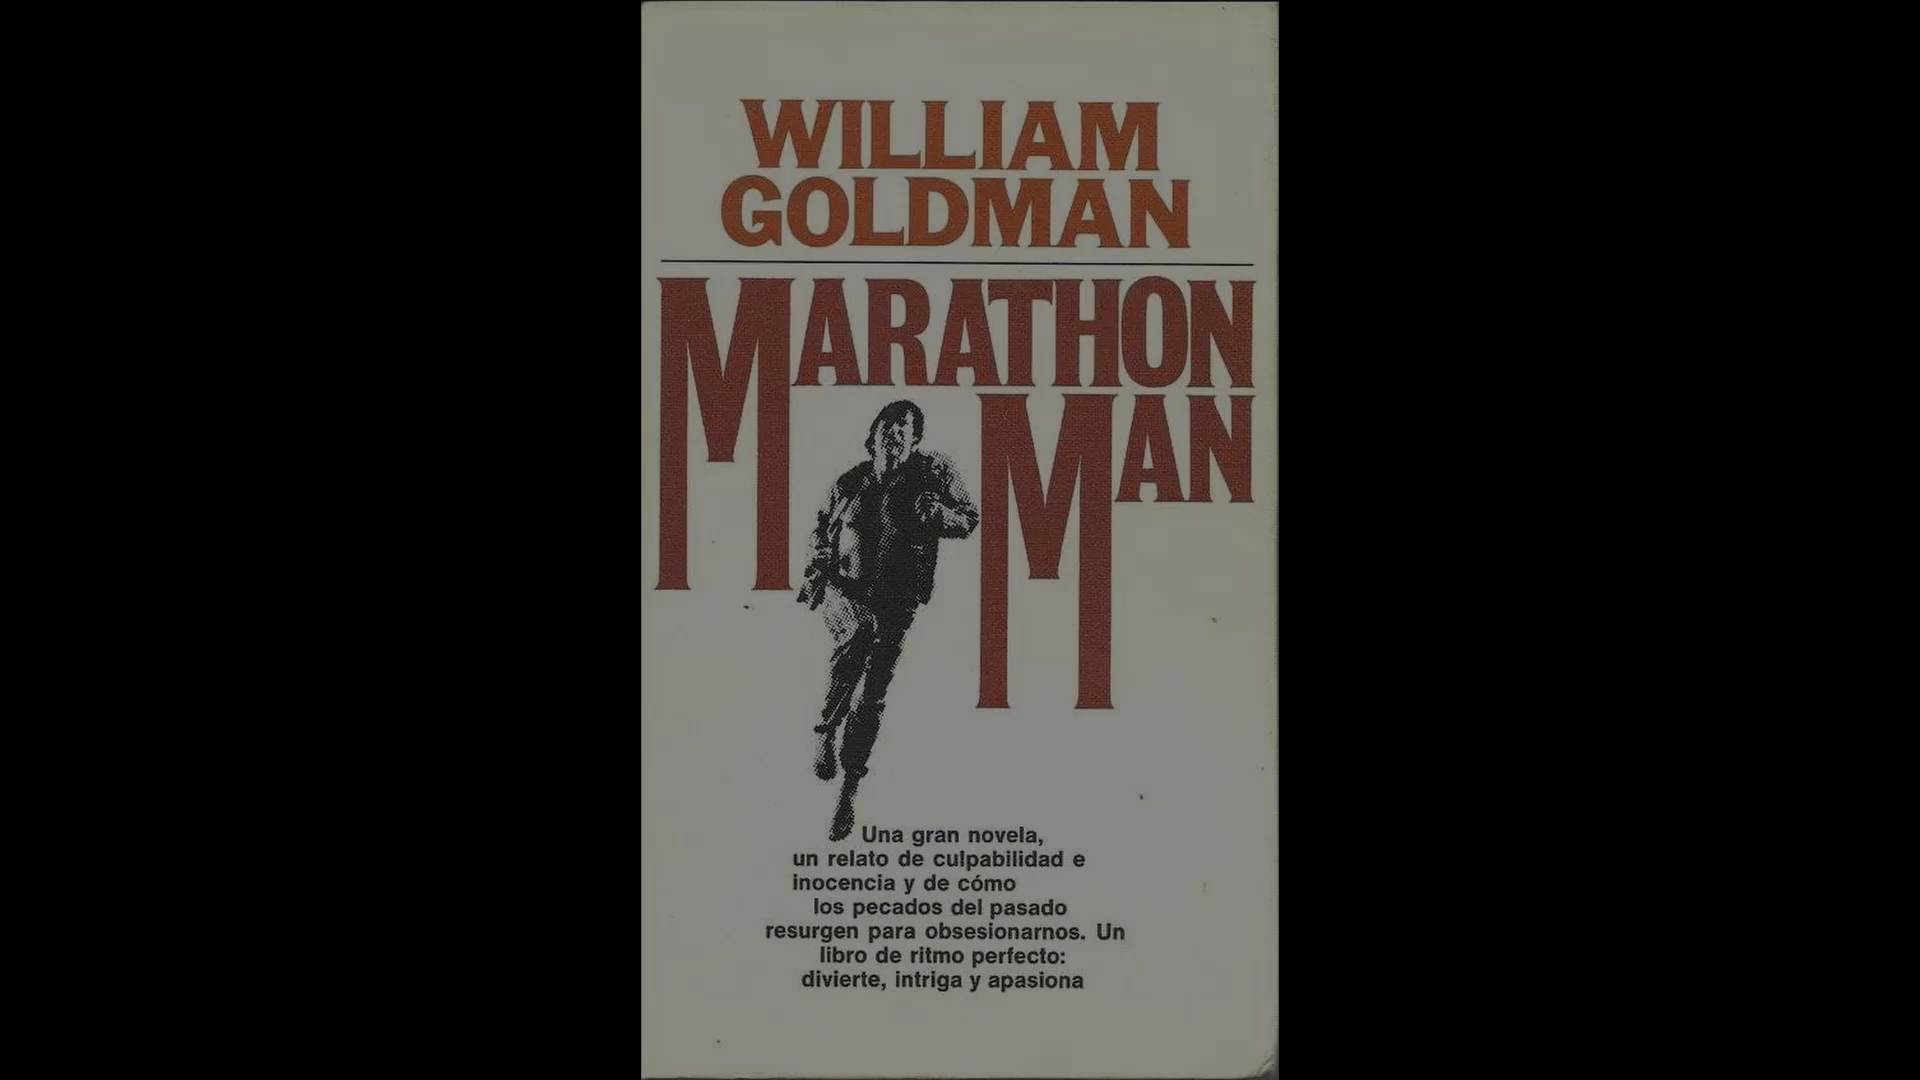 WILLIAM
GOLDMAN
MARATHON
MAN
Una gran novela,
un relato de culpabilidad e
inocencia y de cómo
los pecados del pasado
resurgen para obsesionarnos. Un
libro de ritmo perfecto:
divierte, intriga y apasiona